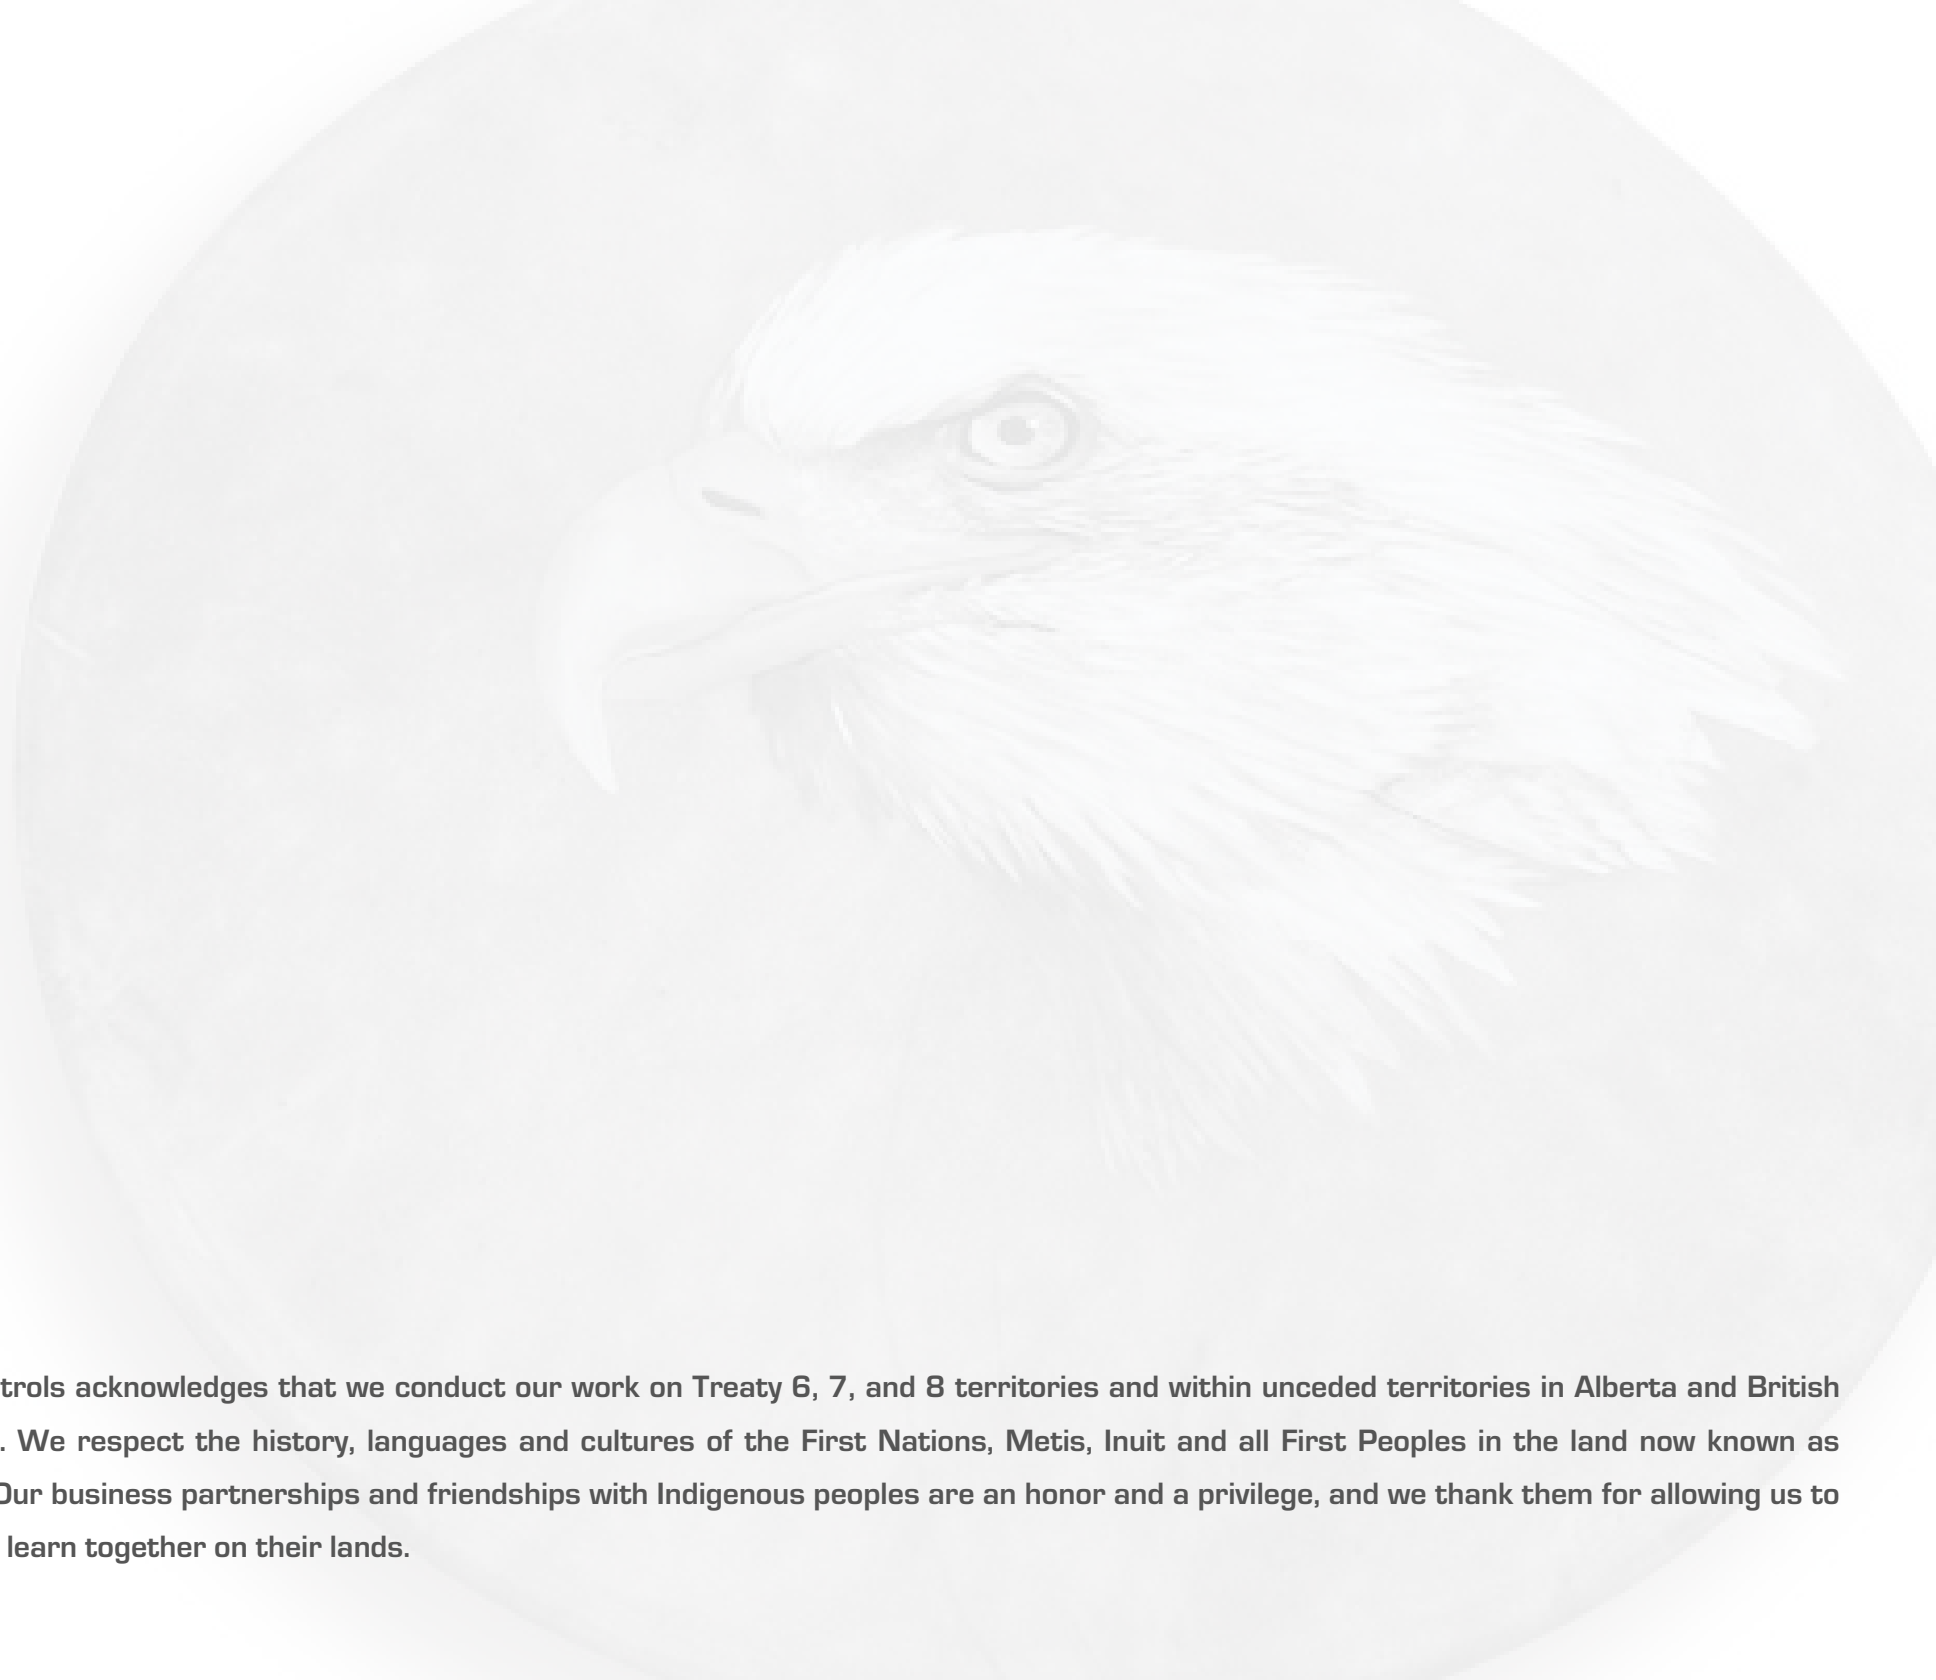 trols acknowledges that we conduct our work on Treaty 6, 7, and 8 territories and within unceded territories in Alberta and British
. We respect the history, languages and cultures of the First Nations, Metis, Inuit and all First Peoples in the land now known as
Our business partnerships and friendships with Indigenous peoples are an honor and a privilege, and we thank them for allowing us to
learn together on their lands.